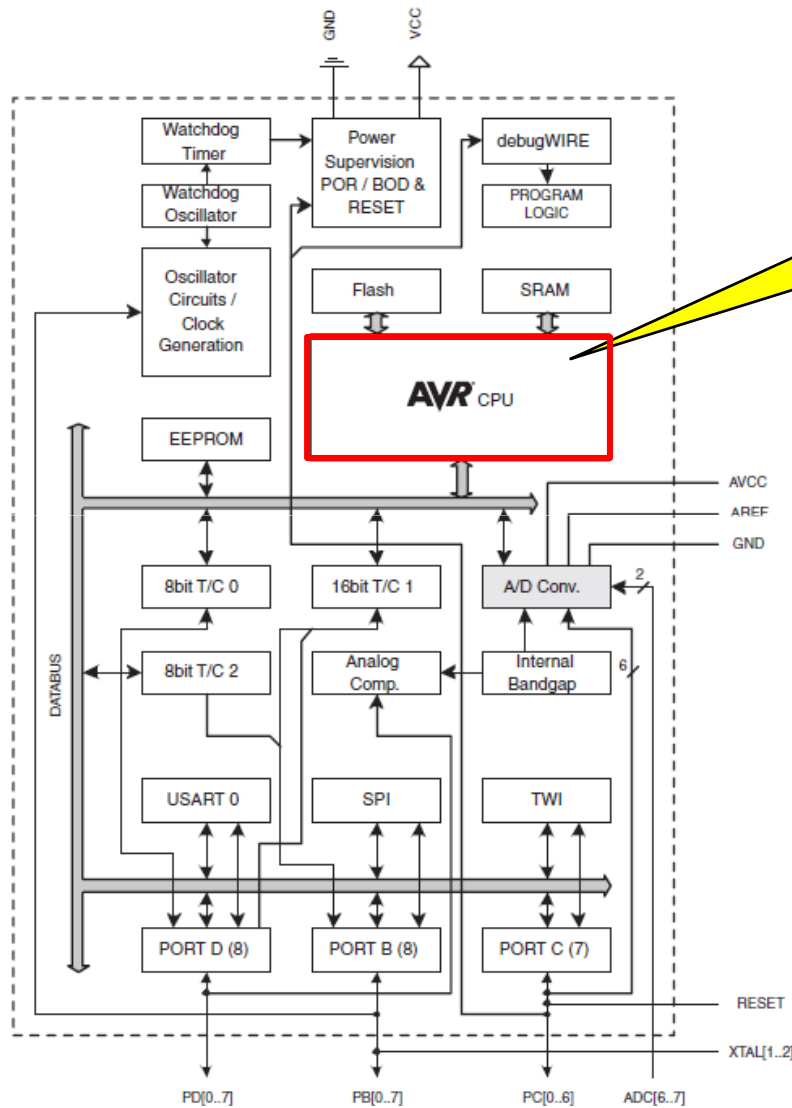 GND
VCC
Watchdog
Timer
Power
Supervision
POR / BOD &
RESET
debugWIRE
Watchdog
Oscillator
PROGRAM
LOGIC
Oscillator
Circuits /
Clock
Generation
Flash
SRAM
AVR CPU
EEPROM
AVCC
AREF
GND
8bit T/C 0
16bit T/C 1
A/D Conv.
2
DATABUS
8bit T/C 2
Analog
Comp.
Internal
Bandgap
6
USART 0
SPI
TWI
PORT D (8)
PORT B (8)
PORT C (7)
RESET
XTAL[1..2]
PD[0..7]
PB[0..7]
PC[0..6]
ADC[6..7]